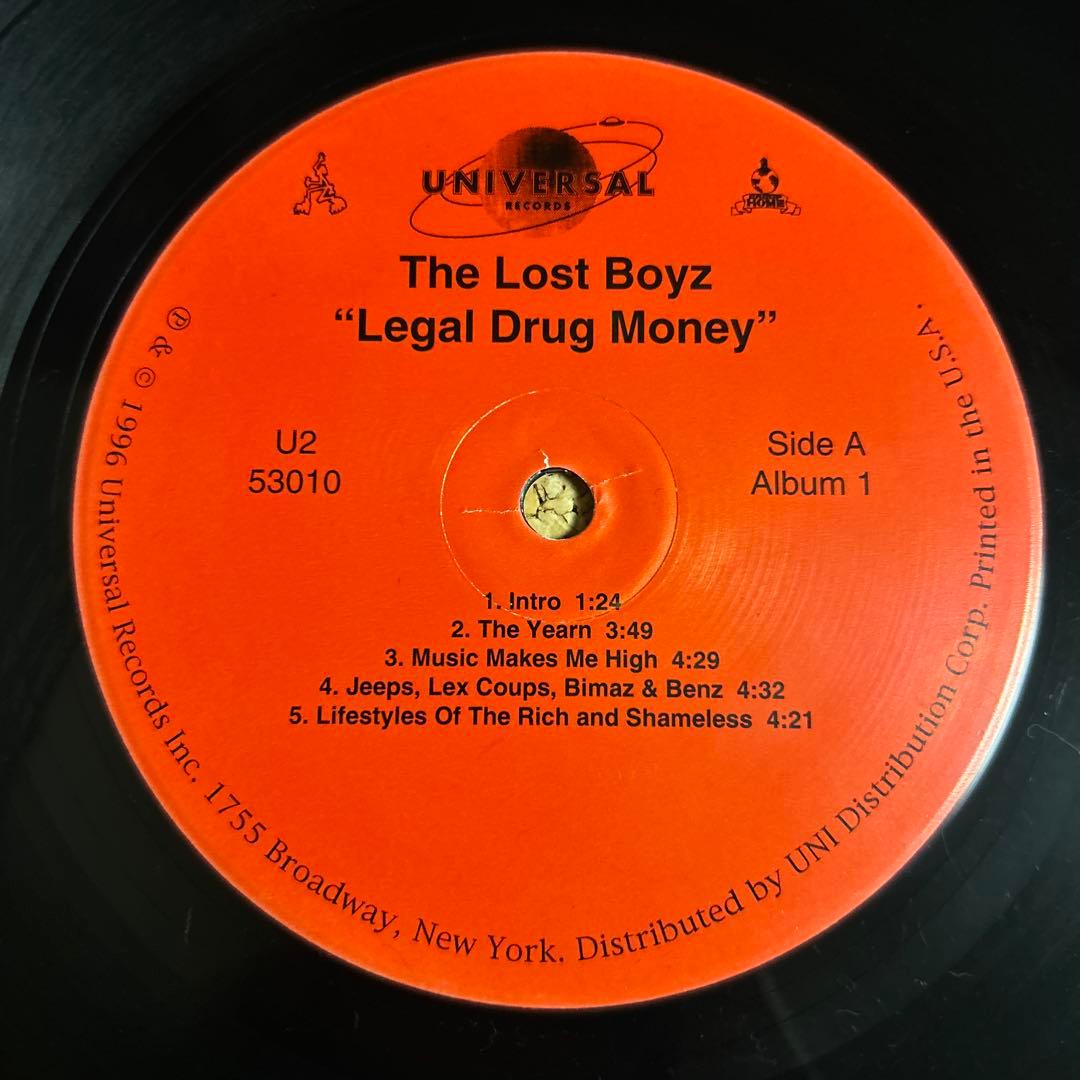 UNIVERSAL
RECORDS
HOME
The Lost Boyz
“Legal Drug Money”
U2
53010
Side A
Album 1
1. Intro 1:24
2. The Yearn 3:49
3. Music Makes Me High 4:29
4. Jeeps, Lex Coups, Bimaz & Benz 4:32
5. Lifestyles Of The Rich and Shameless 4:21
℗ & © 1996 Universal Records Inc. 1755 Broadway, New York. Distributed by UNI Distribution Corp. Printed in the U.S.A.